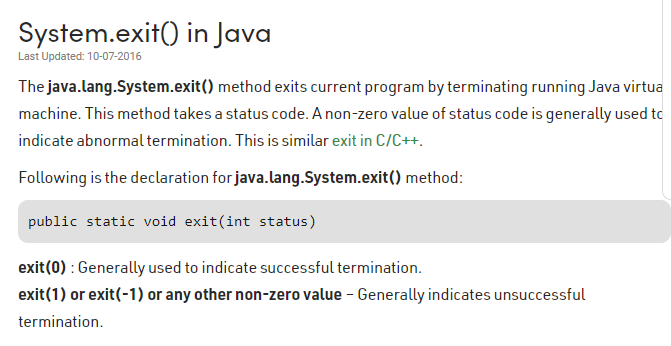 System.exit() in Java
Last Updated: 10-07-2016
The java.lang.System.exit() method exits current program by terminating running Java virtua
machine. This method takes a status code. A non-zero value of status code is generally used to
indicate abnormal termination. This is similar exit in C/C++.
Following is the declaration for java.lang.System.exit() method:
public static void exit(int status)
exit(0) : Generally used to indicate successful termination.
exit(1) or exit(-1) or any other non-zero value – Generally indicates unsuccessful
termination.